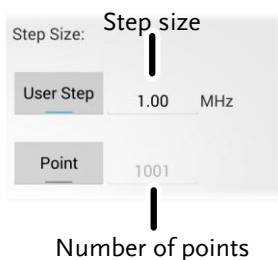 Step size
Step Size:
User Step 1.00 MHz
Point 1001
Number of points